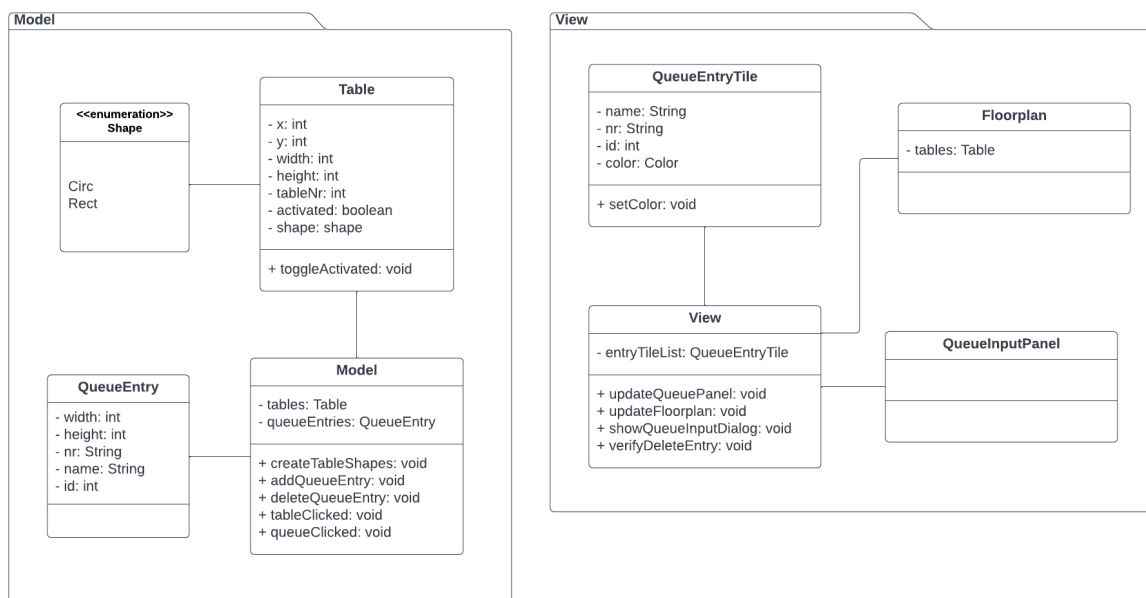 Model
<<enumeration>>
Shape
Circ
Rect
Table
- x: int
- y: int
- width: int
- height: int
- tableNr: int
- activated: boolean
- shape: shape
+ toggleActivated: void
QueueEntry
- width: int
- height: int
- nr: String
- name: String
- id: int
Model
- tables: Table
- queueEntries: QueueEntry
+ createTableShapes: void
+ addQueueEntry: void
+ deleteQueueEntry: void
+ tableClicked: void
+ queueClicked: void
View
QueueEntryTile
- name: String
- nr: String
- id: int
- color: Color
+ setColor: void
Floorplan
- tables: Table
View
- entryTileList: QueueEntryTile
+ updateQueuePanel: void
+ updateFloorplan: void
+ showQueueInputDialog: void
+ verifyDeleteEntry: void
QueueInputPanel